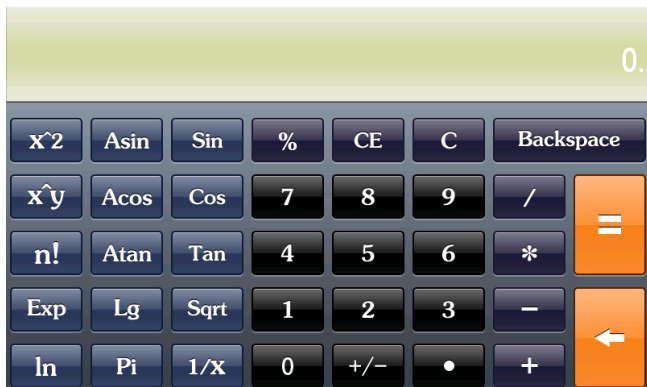 0.
x^2 Asin Sin % CE C Backspace
x^y Acos Cos 7 8 9 / =
n! Atan Tan 4 5 6 *
Exp Lg Sqrt 1 2 3 − ←
ln Pi 1/x 0 +/− • +